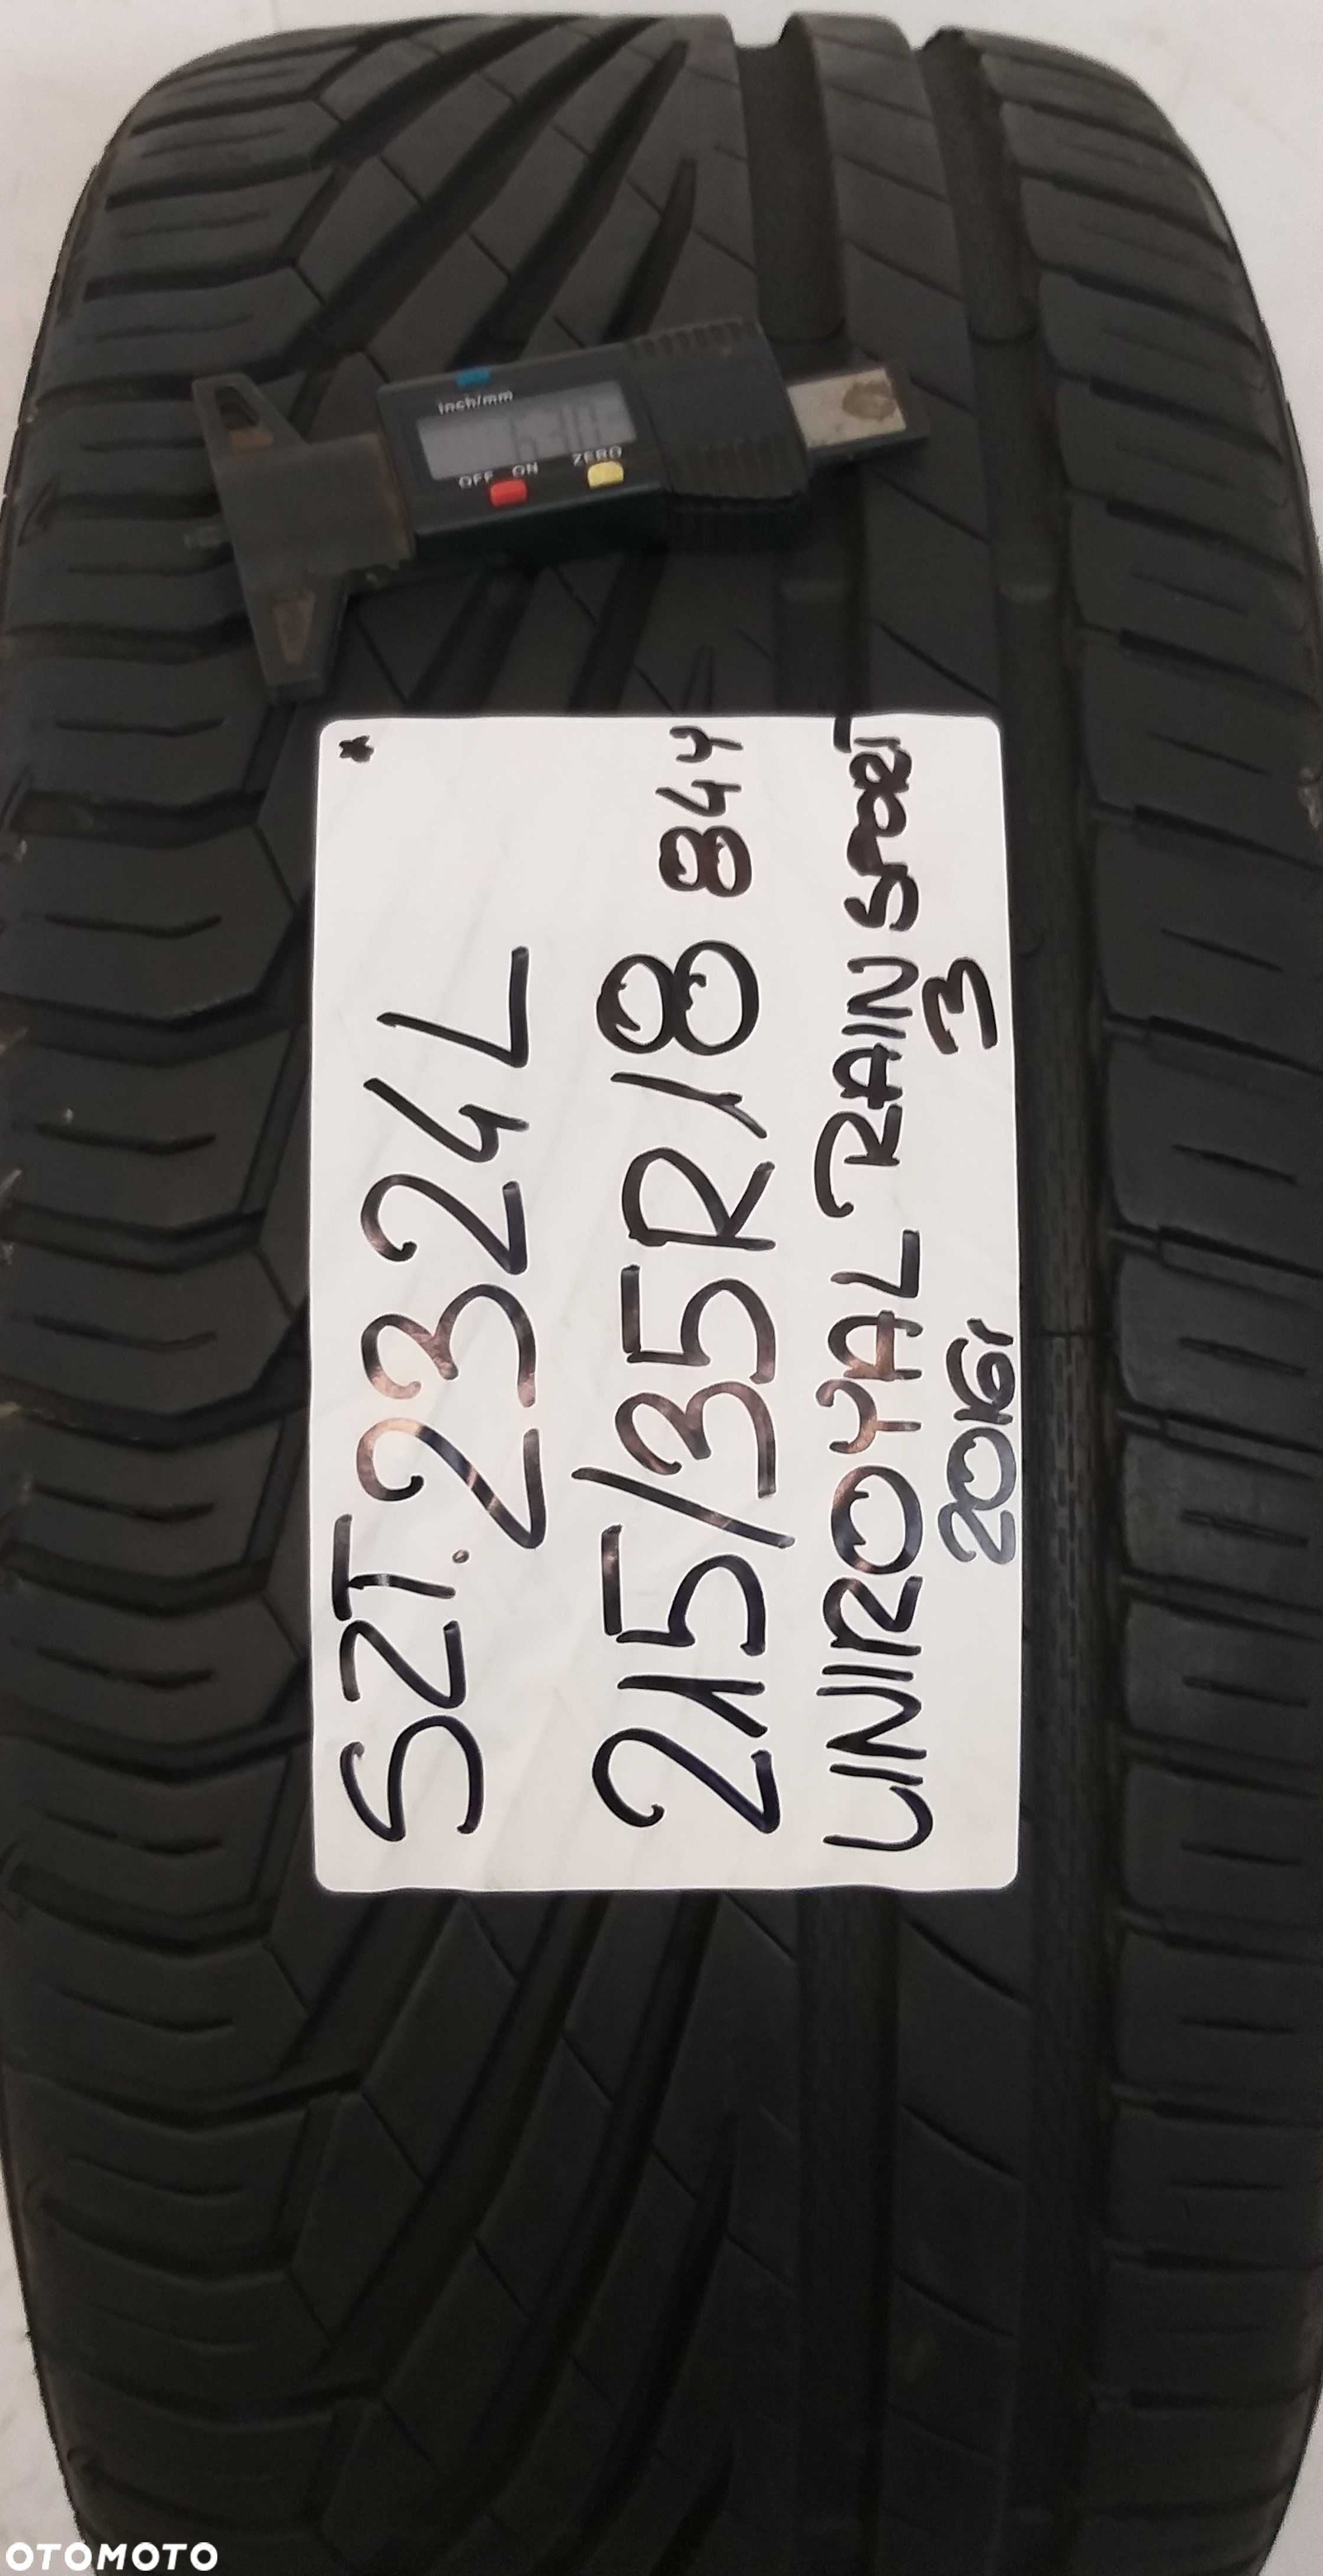 inch/mm
OFF ON ZERO
SZT. 2324L
215/35R18 84Y
UNIROYAL RAIN SPORT
3
2016r
OTOMOTO